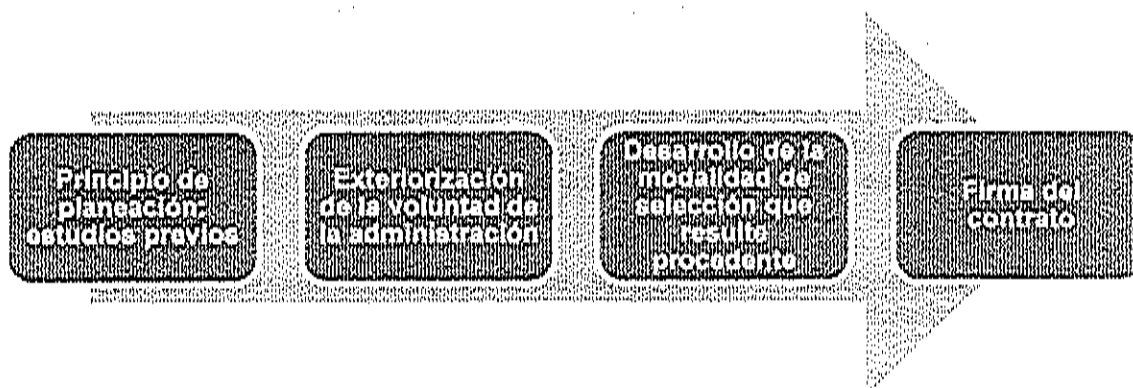 Principio de
planeación:
estudios previos
Exteriorización
de la voluntad de
la administración
Desarrollo de la
modalidad de
selección que
resulte
procedente
Firma del
contrato